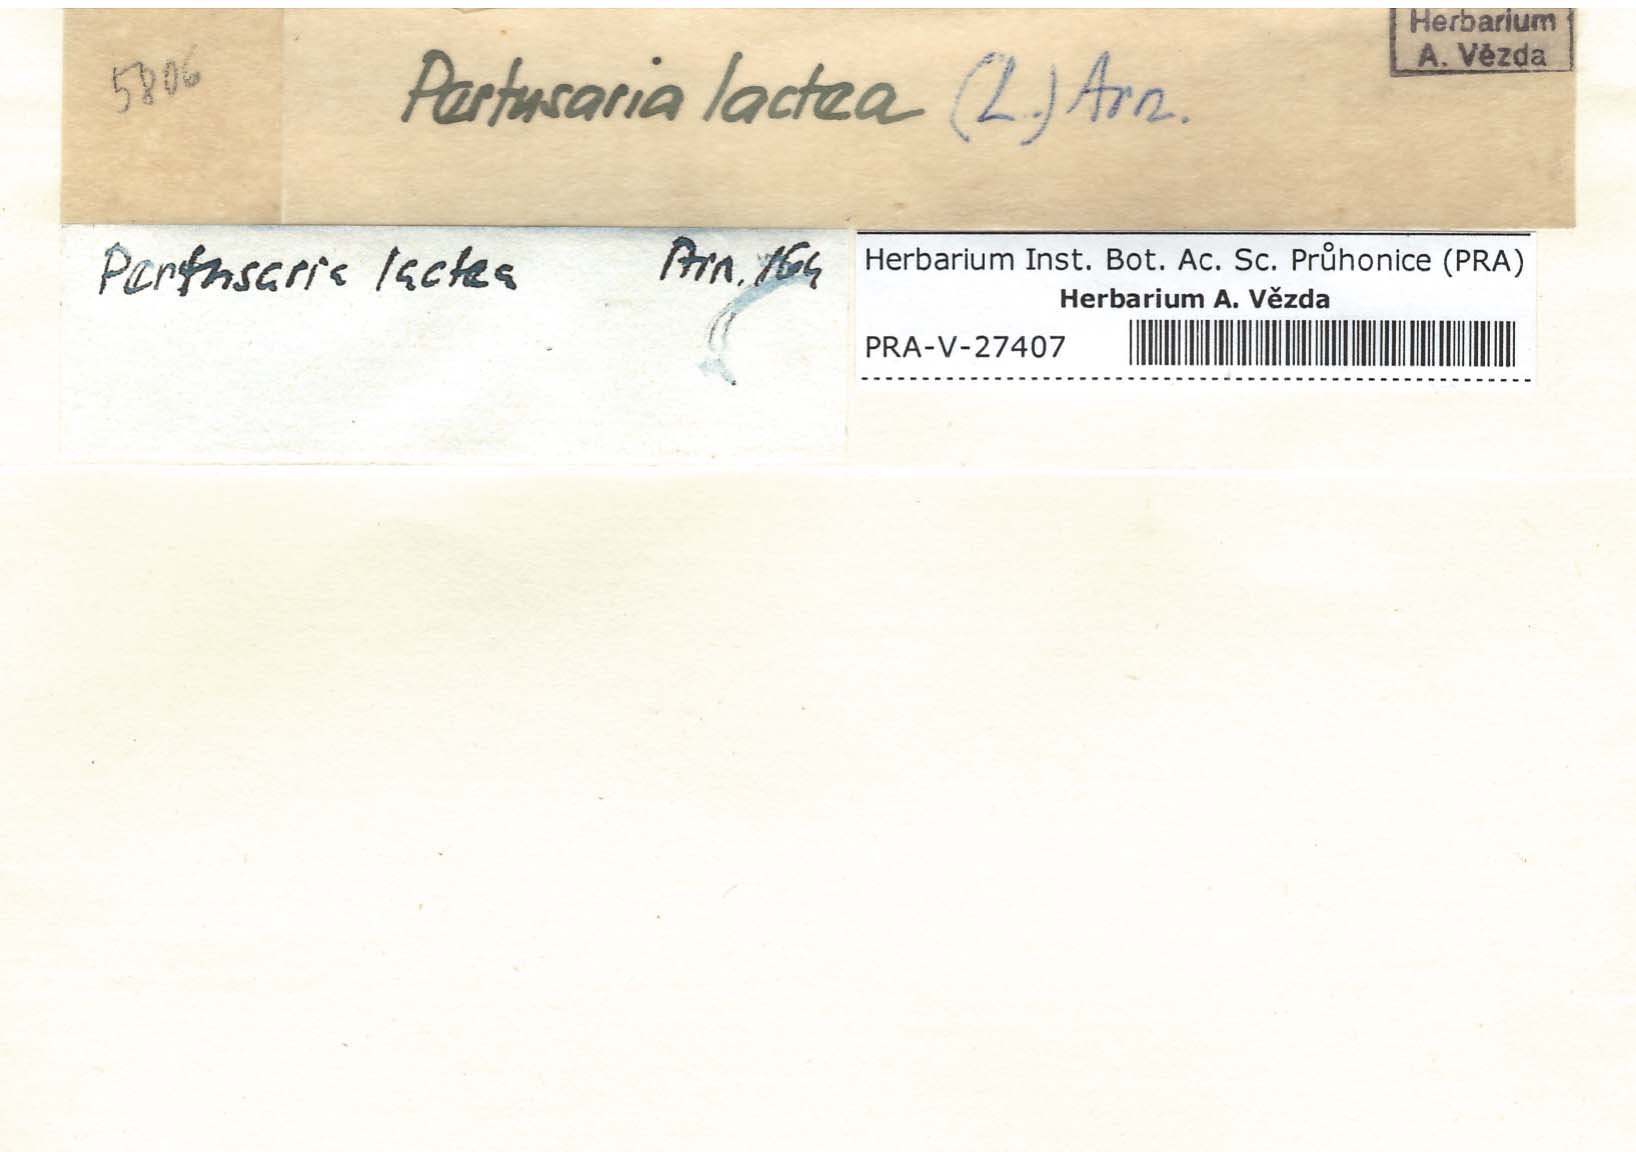 Herbarium
A. Vězda
5806
Pertusaria lactea (L.) Arn.
Pertusaria lactea Arn.
Herbarium Inst. Bot. Ac. Sc. Průhonice (PRA)
Herbarium A. Vězda
PRA-V-27407